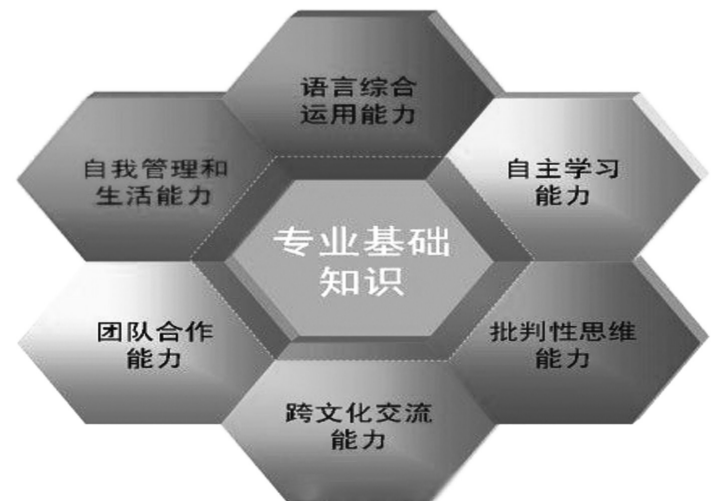 语言综合
运用能力
自我管理和
生活能力
自主学习
能力
专业基础
知识
团队合作
能力
批判性思维
能力
跨文化交流
能力